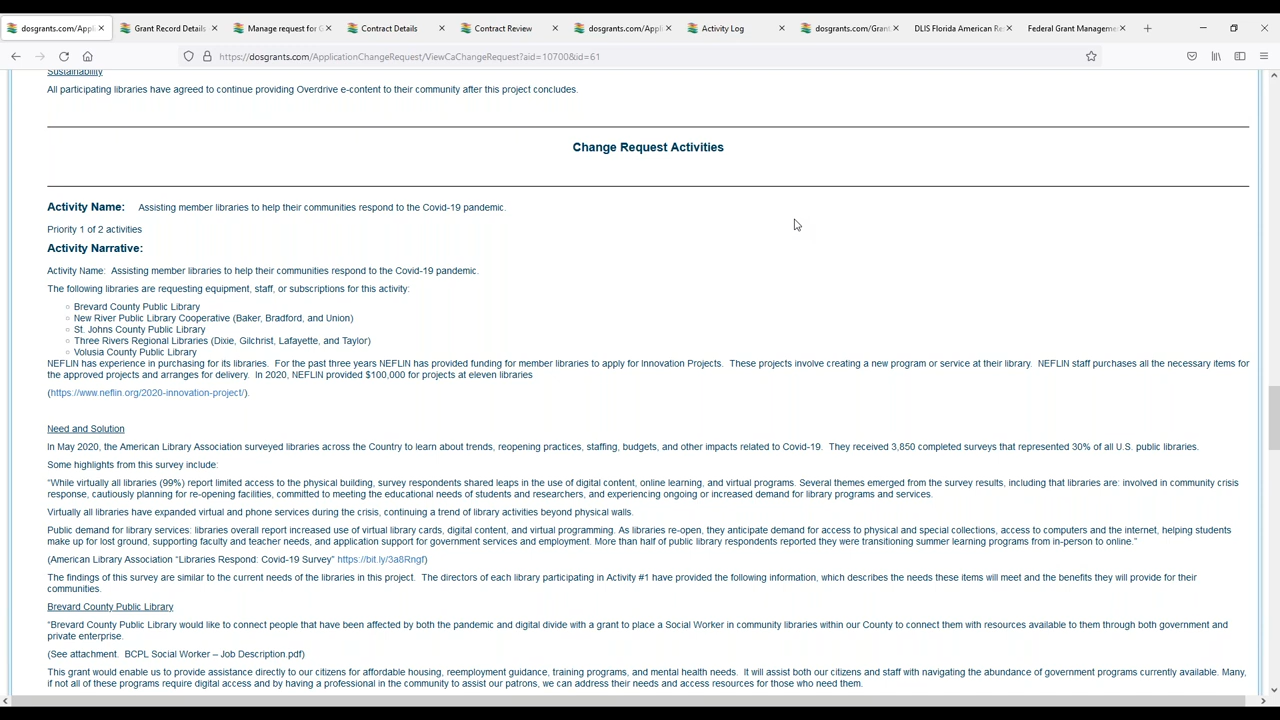 dosgrants.com/Appli
Grant Record Details
Manage request for G
Contract Details
Contract Review
dosgrants.com/Appli
Activity Log
dosgrants.com/Grant
DLIS Florida American Re
Federal Grant Manageme
https://dosgrants.com/ApplicationChangeRequest/ViewCaChangeRequest?aid=10700&id=61
Sustainability
All participating libraries have agreed to continue providing Overdrive e-content to their community after this project concludes.
Change Request Activities
Activity Name: Assisting member libraries to help their communities respond to the Covid-19 pandemic.
Priority 1 of 2 activities
Activity Narrative:
Activity Name: Assisting member libraries to help their communities respond to the Covid-19 pandemic.
The following libraries are requesting equipment, staff, or subscriptions for this activity:
Brevard County Public Library
New River Public Library Cooperative (Baker, Bradford, and Union)
St. Johns County Public Library
Three Rivers Regional Libraries (Dixie, Gilchrist, Lafayette, and Taylor)
Volusia County Public Library
NEFLIN has experience in purchasing for its libraries. For the past three years NEFLIN has provided funding for member libraries to apply for Innovation Projects. These projects involve creating a new program or service at their library. NEFLIN staff purchases all the necessary items for
the approved projects and arranges for delivery. In 2020, NEFLIN provided $100,000 for projects at eleven libraries
(https://www.neflin.org/2020-innovation-project/).
Need and Solution
In May 2020, the American Library Association surveyed libraries across the Country to learn about trends, reopening practices, staffing, budgets, and other impacts related to Covid-19. They received 3,850 completed surveys that represented 30% of all U.S. public libraries.
Some highlights from this survey include:
“While virtually all libraries (99%) report limited access to the physical building, survey respondents shared leaps in the use of digital content, online learning, and virtual programs. Several themes emerged from the survey results, including that libraries are: involved in community crisis
response, cautiously planning for re-opening facilities, committed to meeting the educational needs of students and researchers, and experiencing ongoing or increased demand for library programs and services.
Virtually all libraries have expanded virtual and phone services during the crisis, continuing a trend of library activities beyond physical walls.
Public demand for library services: libraries overall report increased use of virtual library cards, digital content, and virtual programming. As libraries re-open, they anticipate demand for access to physical and special collections, access to computers and the internet, helping students
make up for lost ground, supporting faculty and teacher needs, and application support for government services and employment. More than half of public library respondents reported they were transitioning summer learning programs from in-person to online.”
(American Library Association “Libraries Respond: Covid-19 Survey” https://bit.ly/3a8Rngf)
The findings of this survey are similar to the current needs of the libraries in this project. The directors of each library participating in Activity #1 have provided the following information, which describes the needs these items will meet and the benefits they will provide for their
communities.
Brevard County Public Library
“Brevard County Public Library would like to connect people that have been affected by both the pandemic and digital divide with a grant to place a Social Worker in community libraries within our County to connect them with resources available to them through both government and
private enterprise.
(See attachment. BCPL Social Worker – Job Description pdf)
This grant would enable us to provide assistance directly to our citizens for affordable housing, reemployment guidance, training programs, and mental health needs. It will assist both our citizens and staff with navigating the abundance of government programs currently available. Many,
if not all of these programs require digital access and by having a professional in the community to assist our patrons, we can address their needs and access resources for those who need them.